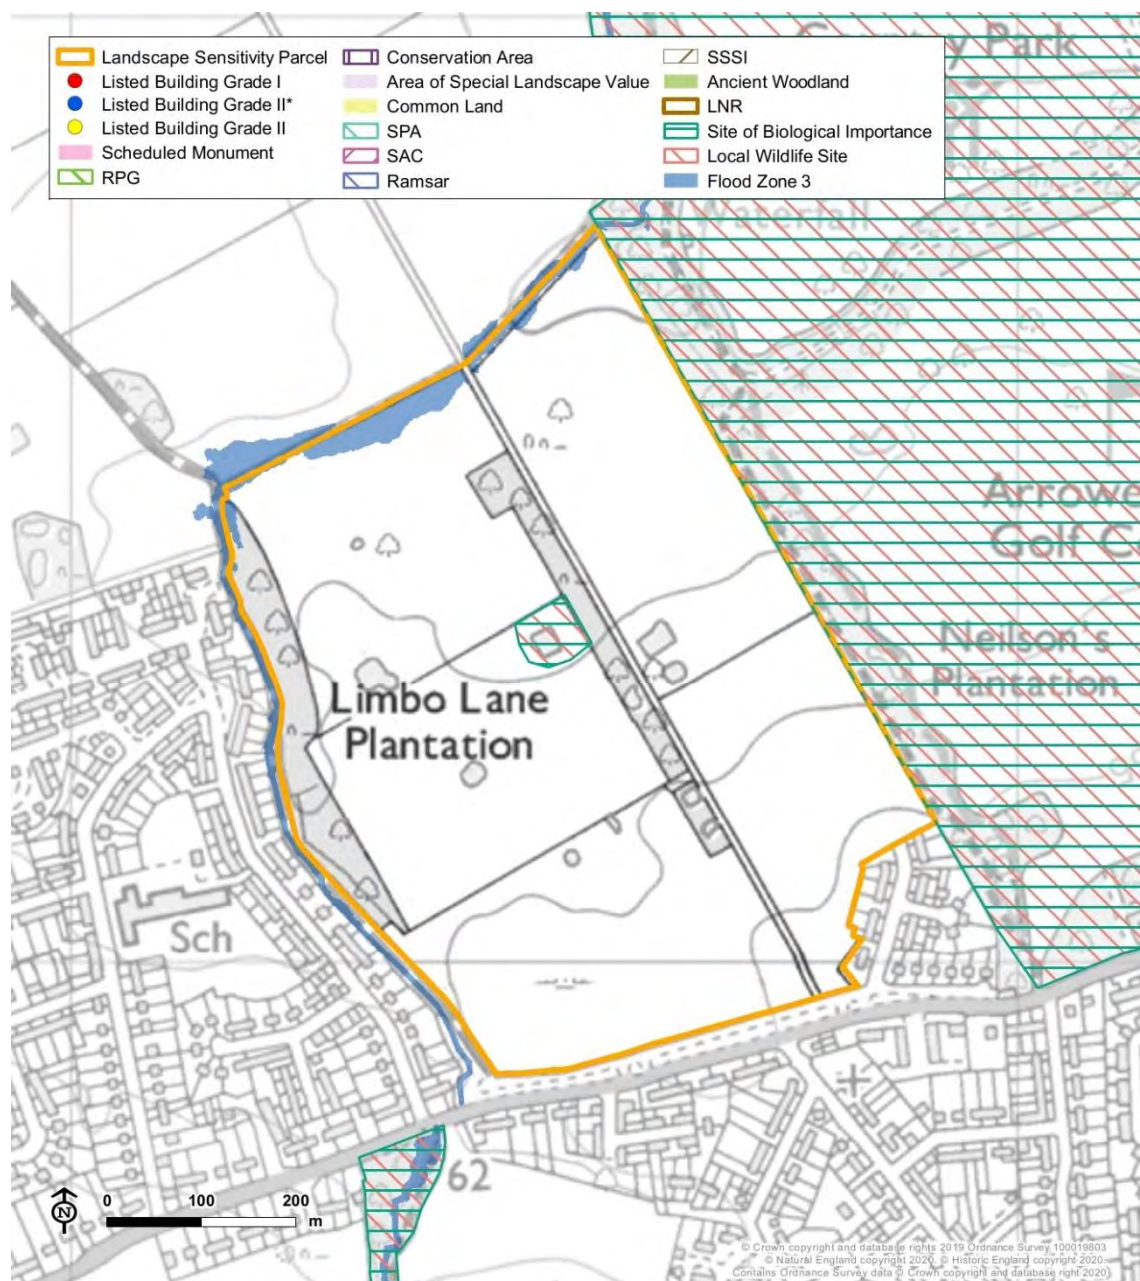 Country Park
Landscape Sensitivity Parcel
Listed Building Grade I
Listed Building Grade II*
Listed Building Grade II
Scheduled Monument
RPG
Conservation Area
Area of Special Landscape Value
Common Land
SPA
SAC
Ramsar
SSSI
Ancient Woodland
LNR
Site of Biological Importance
Local Wildlife Site
Flood Zone 3
Waterfall
Arrowe
Golf C
Neilson's
Plantation
Limbo Lane
Plantation
Sch
62
N
0 100 200
m
© Crown copyright and database rights 2019 Ordnance Survey 100019803
© Natural England copyright 2020, © Historic England copyright 2020
Contains Ordnance Survey data © Crown copyright and database right 2020